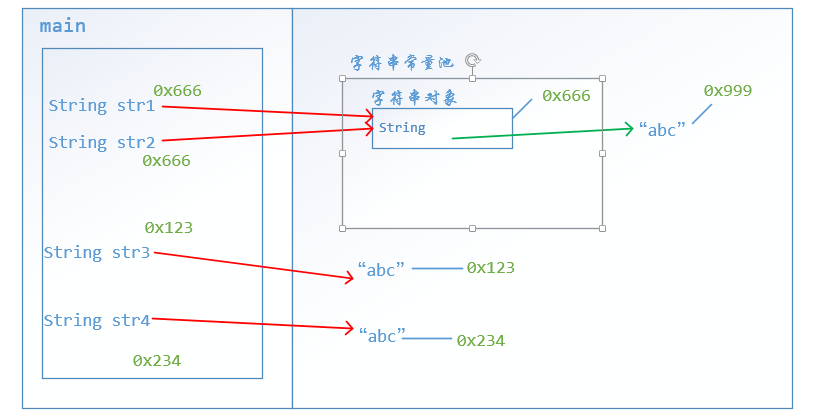 main
字符串常量池
0x666
String str1
String str2
0x666
字符串对象
String
0x666
0x999
“abc”
0x123
String str3
“abc”
0x123
String str4
“abc”
0x234
0x234